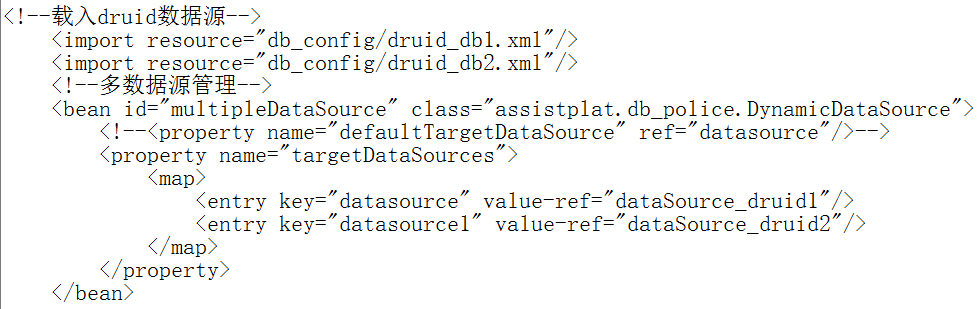 <!--载入druid数据源-->
    <import resource="db_config/druid_db1.xml"/>
    <import resource="db_config/druid_db2.xml"/>
    <!--多数据源管理-->
    <bean id="multipleDataSource" class="assistplat.db_police.DynamicDataSource">
        <!--<property name="defaultTargetDataSource" ref="datasource"/>-->
        <property name="targetDataSources">
            <map>
                <entry key="datasource" value-ref="dataSource_druid1"/>
                <entry key="datasource1" value-ref="dataSource_druid2"/>
            </map>
        </property>
    </bean>